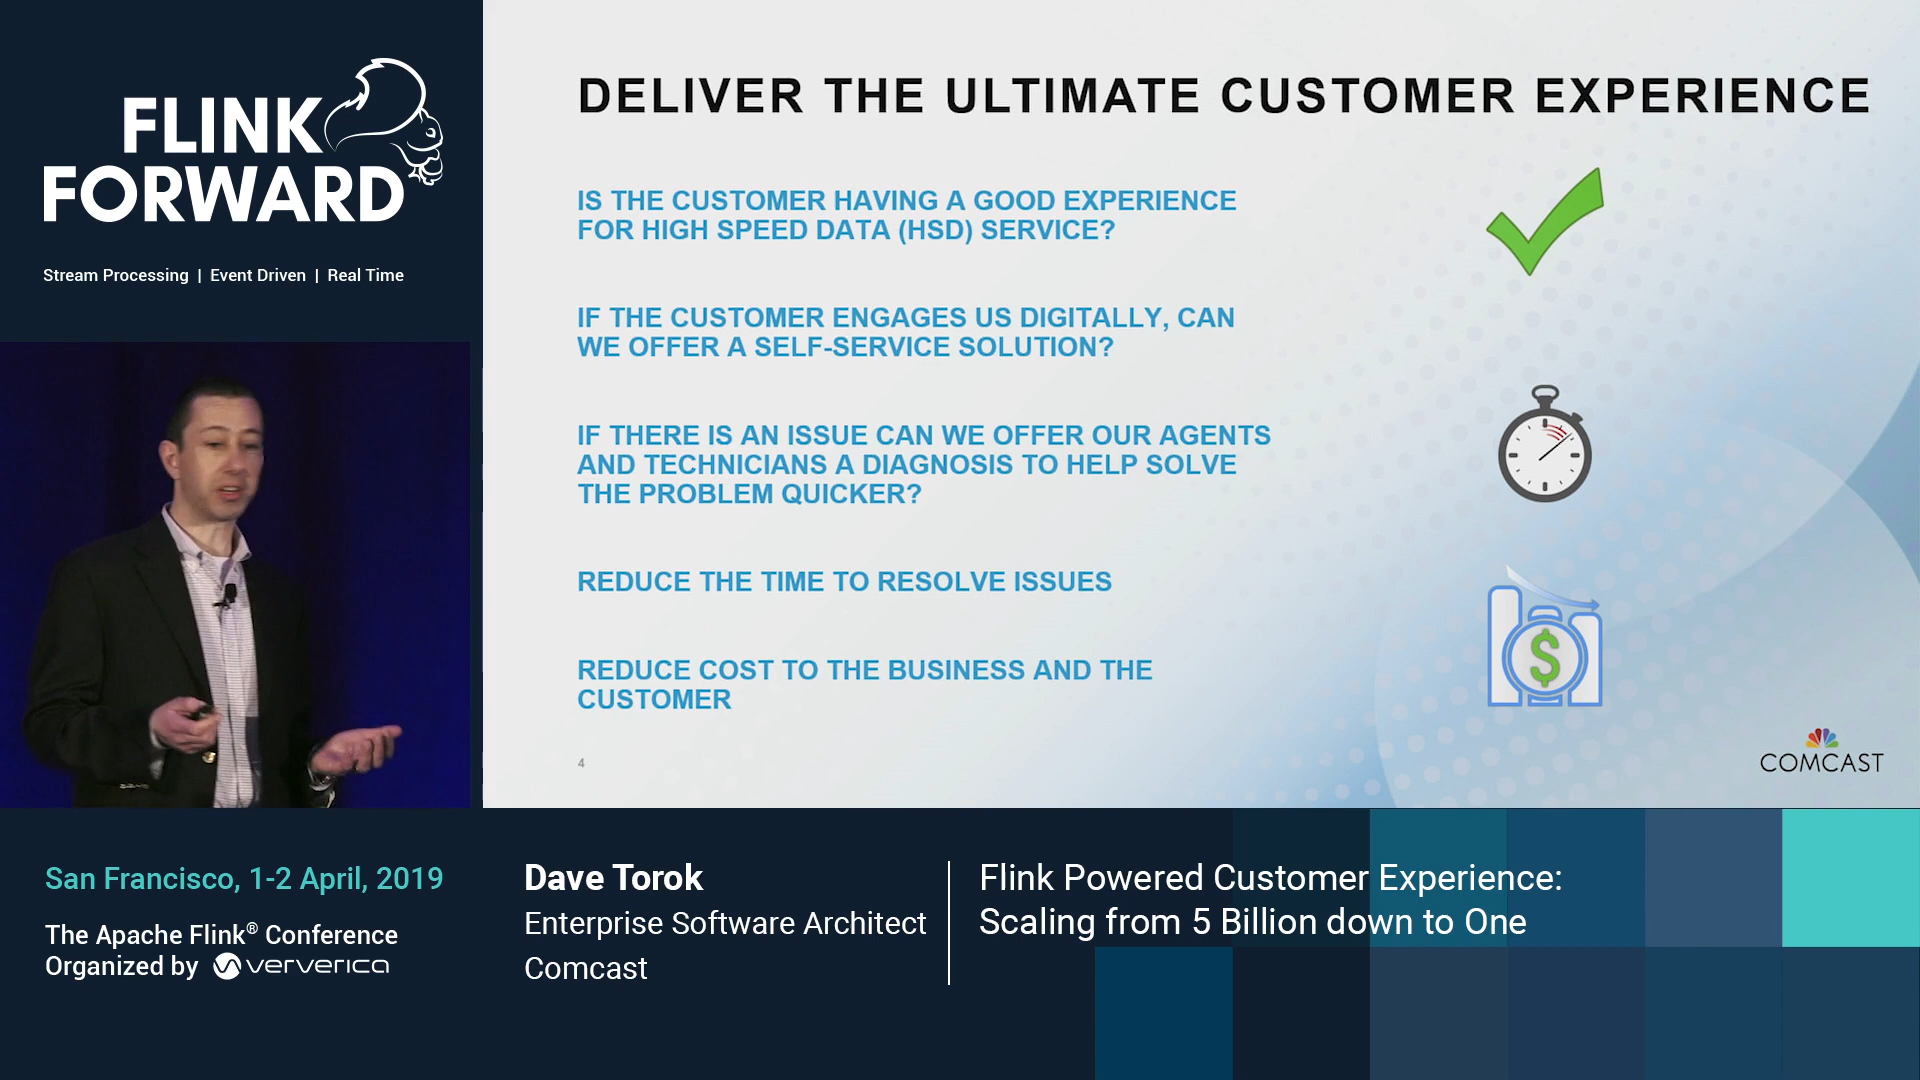 FLINK
FORWARD
Stream Processing | Event Driven | Real Time
DELIVER THE ULTIMATE CUSTOMER EXPERIENCE
IS THE CUSTOMER HAVING A GOOD EXPERIENCE
FOR HIGH SPEED DATA (HSD) SERVICE?
IF THE CUSTOMER ENGAGES US DIGITALLY, CAN
WE OFFER A SELF-SERVICE SOLUTION?
IF THERE IS AN ISSUE CAN WE OFFER OUR AGENTS
AND TECHNICIANS A DIAGNOSIS TO HELP SOLVE
THE PROBLEM QUICKER?
REDUCE THE TIME TO RESOLVE ISSUES
REDUCE COST TO THE BUSINESS AND THE
CUSTOMER
$
4
COMCAST
San Francisco, 1-2 April, 2019
The Apache Flink® Conference
Organized by ververica
Dave Torok
Enterprise Software Architect
Comcast
Flink Powered Customer Experience:
Scaling from 5 Billion down to One